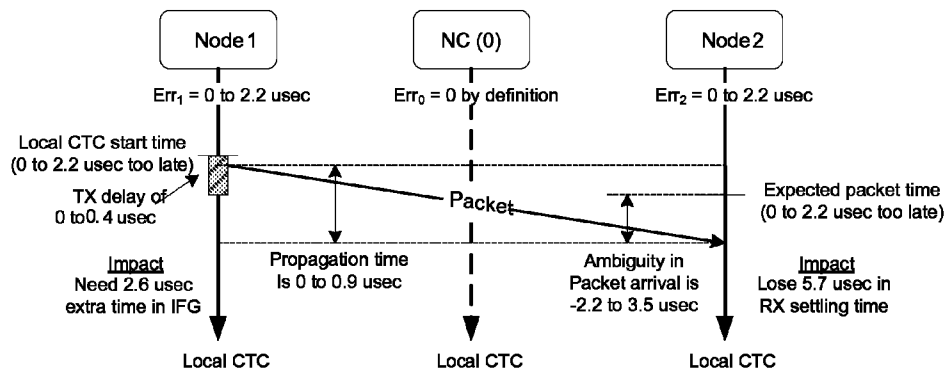 Node 1
NC (0)
Node 2
Err1 = 0 to 2.2 usec
Err0 = 0 by definition
Err2 = 0 to 2.2 usec
Local CTC start time
(0 to 2.2 usec too late)
TX delay of
0 to 0.4 usec
Packet
Expected packet time
(0 to 2.2 usec too late)
Impact
Need 2.6 usec
extra time in IFG
Propagation time
Is 0 to 0.9 usec
Ambiguity in
Packet arrival is
-2.2 to 3.5 usec
Impact
Lose 5.7 usec in
RX settling time
Local CTC
Local CTC
Local CTC